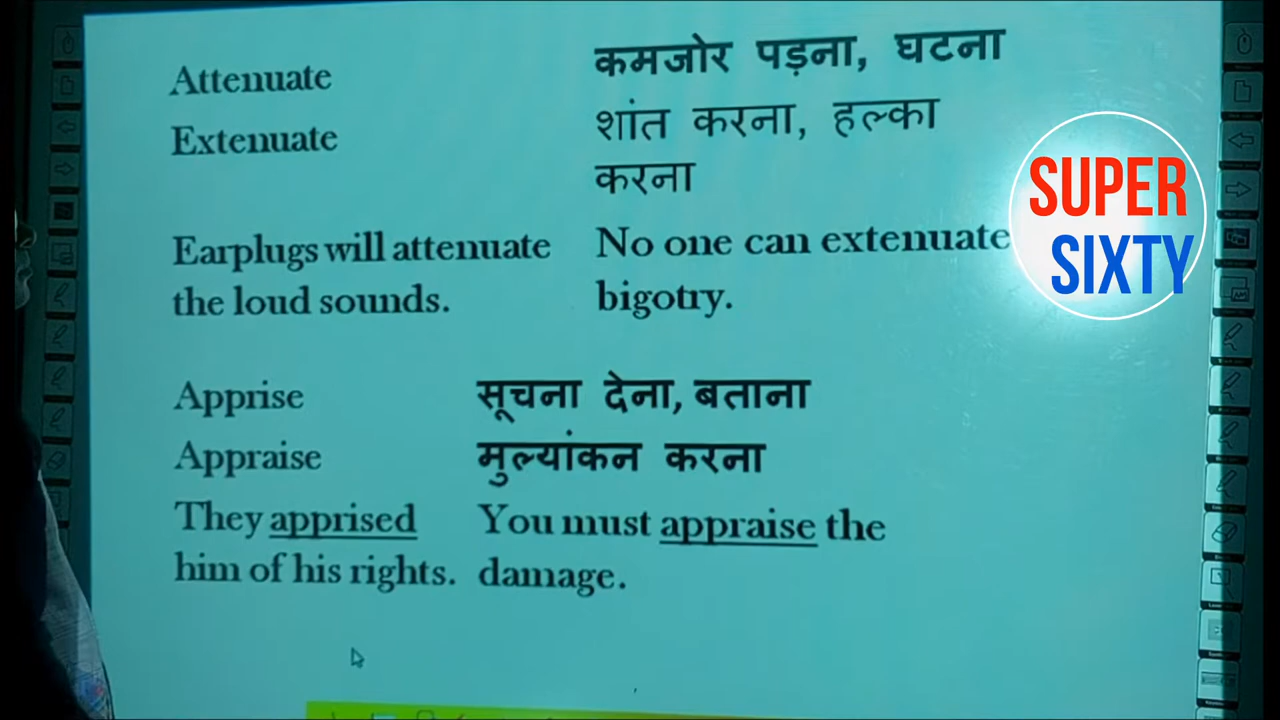 Attenuate
कमजोर पड़ना, घटना
Extenuate
शांत करना, हल्का
करना
Earplugs will attenuate
the loud sounds.
No one can extenuate
bigotry.
SUPER
SIXTY
Apprise
सूचना देना, बताना
Appraise
मुल्यांकन करना
They apprised
him of his rights.
You must appraise the
damage.